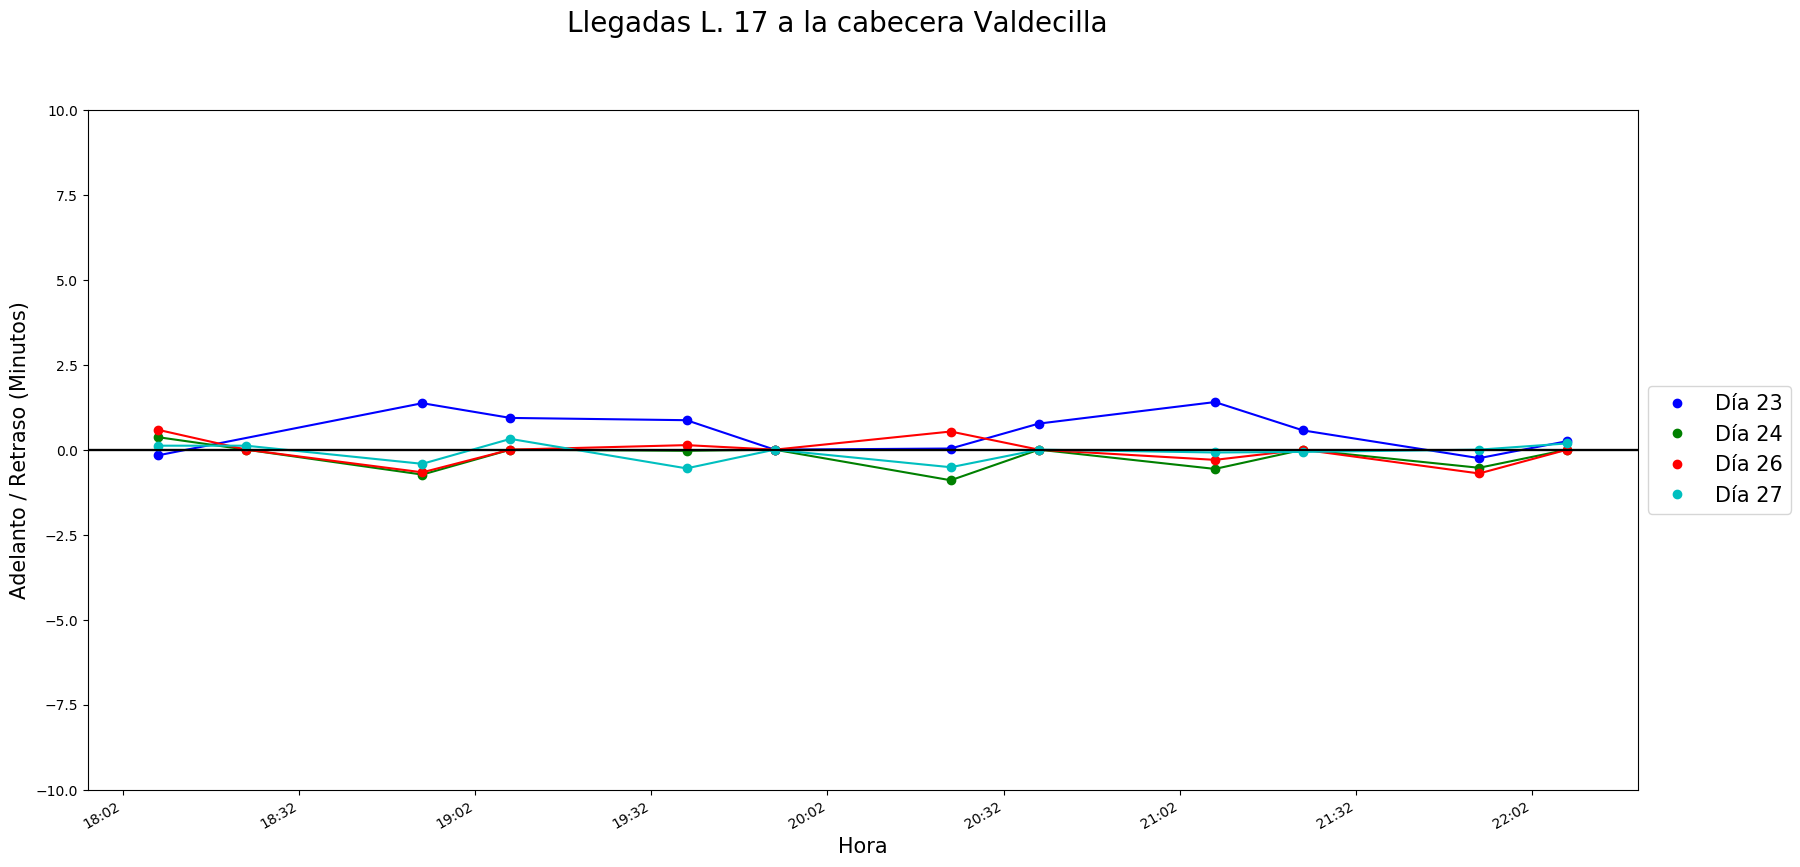 Llegadas L. 17 a la cabecera Valdecilla
Adelanto / Retraso (Minutos)
10.0
7.5
5.0
2.5
0.0
−2.5
−5.0
−7.5
−10.0
18:02
18:32
19:02
19:32
20:02
20:32
21:02
21:32
22:02
Hora
Día 23
Día 24
Día 26
Día 27